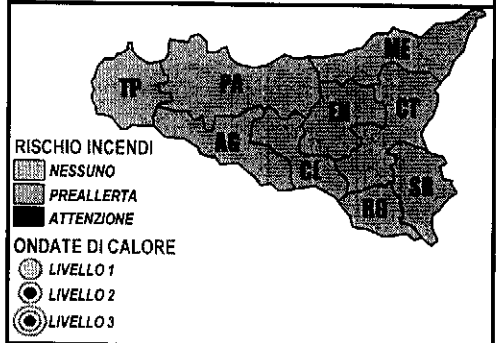 ME
TP
PA
EN
CT
AG
CL
SR
RG
RISCHIO INCENDI
NESSUNO
PREALLERTA
ATTENZIONE
ONDATE DI CALORE
LIVELLO 1
LIVELLO 2
LIVELLO 3